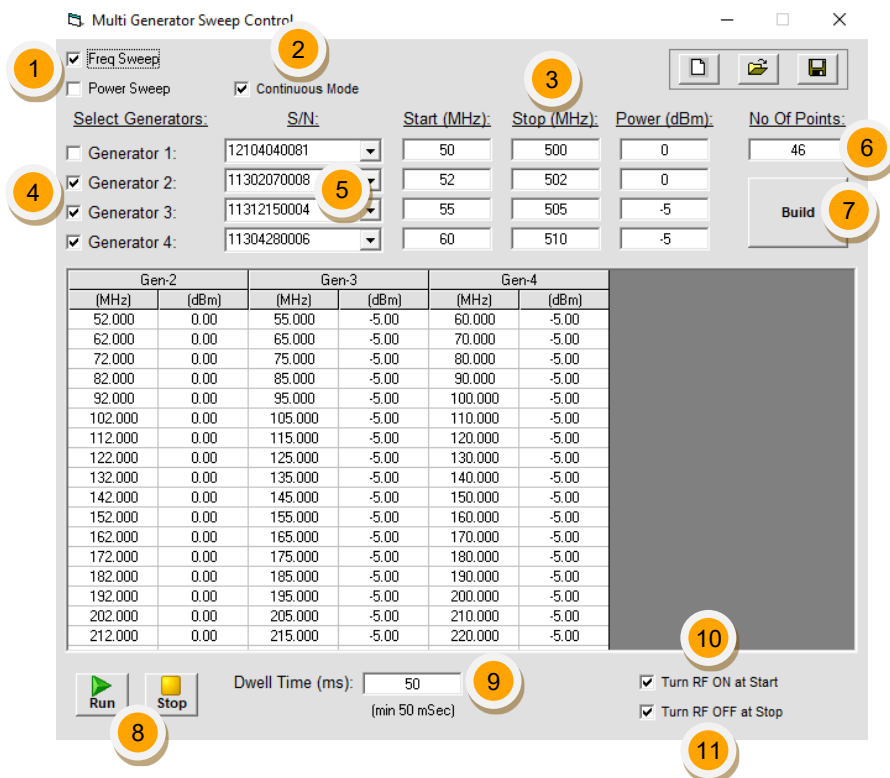 Multi Generator Sweep Control
2
1
Freq Sweep
3
Power Sweep
Continuous Mode
Select Generators: S/N: Start (MHz): Stop (MHz): Power (dBm): No Of Points:
Generator 1: 12104040081 50 500 0 46
6
4
Generator 2: 11302070008 52 502 0
5
Generator 3: 11312150004 55 505 -5
Build
7
Generator 4: 11304280006 60 510 -5
Gen-2 Gen-3 Gen-4
(MHz) (dBm) (MHz) (dBm) (MHz) (dBm)
52.000 0.00 55.000 -5.00 60.000 -5.00
62.000 0.00 65.000 -5.00 70.000 -5.00
72.000 0.00 75.000 -5.00 80.000 -5.00
82.000 0.00 85.000 -5.00 90.000 -5.00
92.000 0.00 95.000 -5.00 100.000 -5.00
102.000 0.00 105.000 -5.00 110.000 -5.00
112.000 0.00 115.000 -5.00 120.000 -5.00
122.000 0.00 125.000 -5.00 130.000 -5.00
132.000 0.00 135.000 -5.00 140.000 -5.00
142.000 0.00 145.000 -5.00 150.000 -5.00
152.000 0.00 155.000 -5.00 160.000 -5.00
162.000 0.00 165.000 -5.00 170.000 -5.00
172.000 0.00 175.000 -5.00 180.000 -5.00
182.000 0.00 185.000 -5.00 190.000 -5.00
192.000 0.00 195.000 -5.00 200.000 -5.00
202.000 0.00 205.000 -5.00 210.000 -5.00
212.000 0.00 215.000 -5.00 220.000 -5.00
10
Run Stop
Dwell Time (ms): 50
9
Turn RF ON at Start
(min 50 mSec)
Turn RF OFF at Stop
8
11